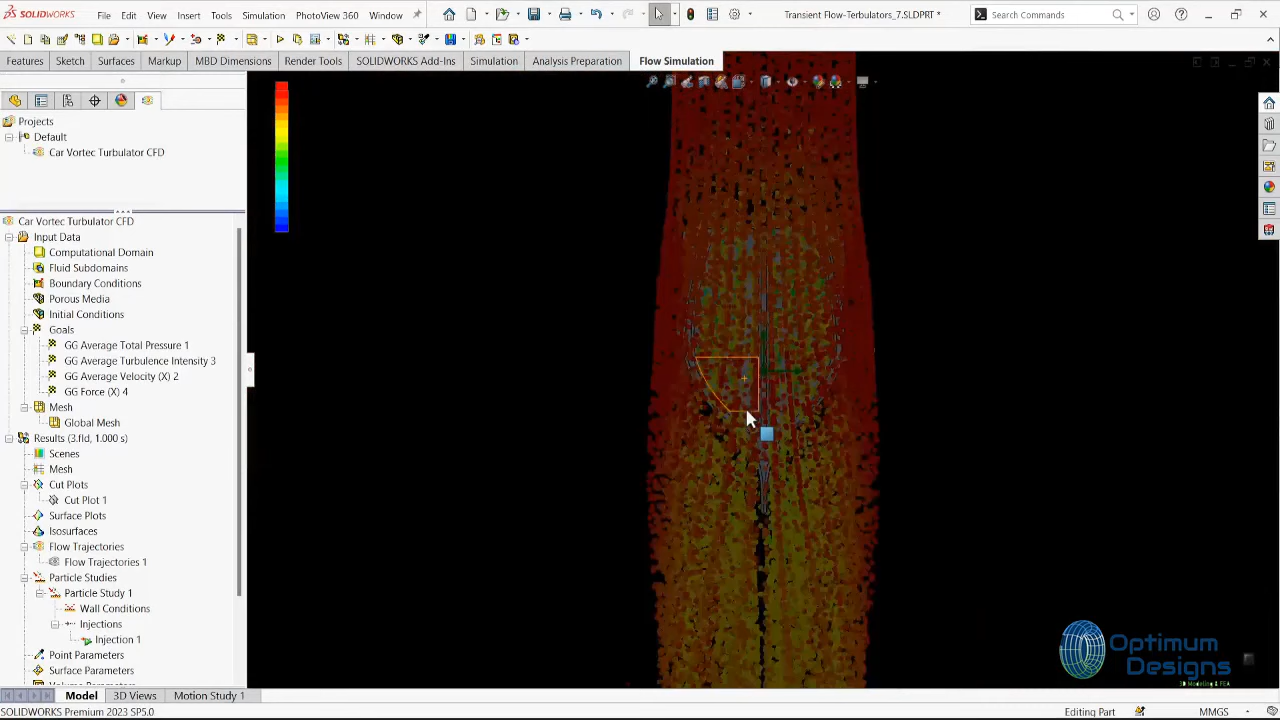 SOLIDWORKS
File Edit View Insert Tools Simulation PhotoView 360 Window
Transient Flow-Turbulators_7.SLDPRT *
Search Commands
Features Sketch Surfaces Markup MBD Dimensions Render Tools SOLIDWORKS Add-Ins Simulation Analysis Preparation Flow Simulation
Projects
Default
Car Vortec Turbulator CFD
Car Vortec Turbulator CFD
Input Data
Computational Domain
Fluid Subdomains
Boundary Conditions
Porous Media
Initial Conditions
Goals
GG Average Total Pressure 1
GG Average Turbulence Intensity 3
GG Average Velocity (X) 2
GG Force (X) 4
Mesh
Global Mesh
Results (3.fld, 1.000 s)
Scenes
Mesh
Cut Plots
Cut Plot 1
Surface Plots
Isosurfaces
Flow Trajectories
Flow Trajectories 1
Particle Studies
Particle Study 1
Wall Conditions
Injections
Injection 1
Point Parameters
Surface Parameters
Optimum
Designs
3D Modeling & FEA
Model 3D Views Motion Study 1
SOLIDWORKS Premium 2023 SP5.0
Editing Part
MMGS